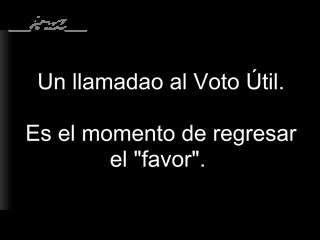 Un llamadao al Voto Útil.
Es el momento de regresar
el "favor".